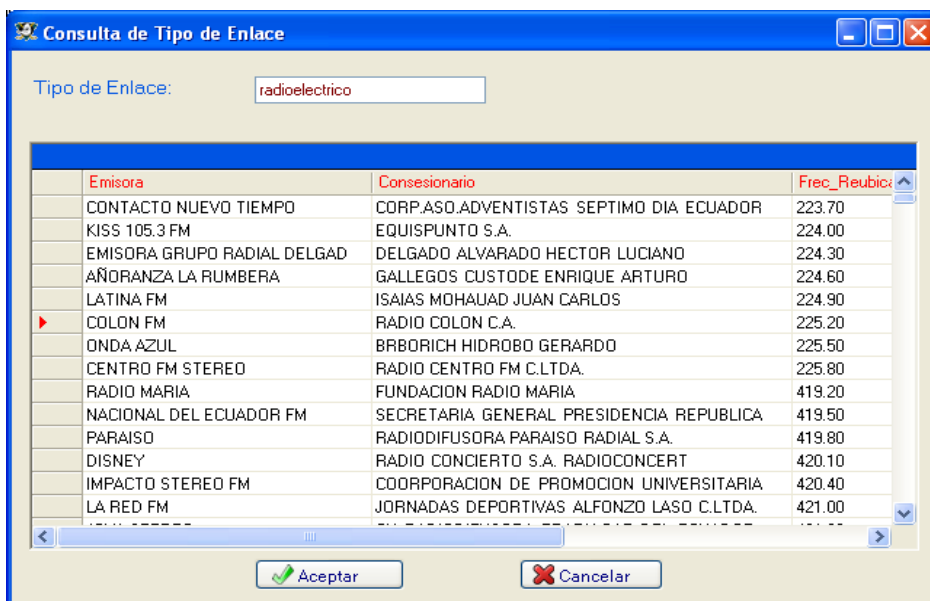 Consulta de Tipo de Enlace
Tipo de Enlace: radioelectrico
Emisora Consesionario Frec_Reubica
CONTACTO NUEVO TIEMPO CORP.ASO.ADVENTISTAS SEPTIMO DIA ECUADOR 223.70
KISS 105.3 FM EQUISPUNTO S.A. 224.00
EMISORA GRUPO RADIAL DELGAD DELGADO ALVARADO HECTOR LUCIANO 224.30
AÑORANZA LA RUMBERA GALLEGOS CUSTODE ENRIQUE ARTURO 224.60
LATINA FM ISAIAS MOHAUAD JUAN CARLOS 224.90
COLON FM RADIO COLON C.A. 225.20
ONDA AZUL BRBORICH HIDROBO GERARDO 225.50
CENTRO FM STEREO RADIO CENTRO FM C.LTDA. 225.80
RADIO MARIA FUNDACION RADIO MARIA 419.20
NACIONAL DEL ECUADOR FM SECRETARIA GENERAL PRESIDENCIA REPUBLICA 419.50
PARAISO RADIODIFUSORA PARAISO RADIAL S.A. 419.80
DISNEY RADIO CONCIERTO S.A. RADIOCONCERT 420.10
IMPACTO STEREO FM COORPORACION DE PROMOCION UNIVERSITARIA 420.40
LA RED FM JORNADAS DEPORTIVAS ALFONZO LASO C.LTDA. 421.00
Aceptar Cancelar